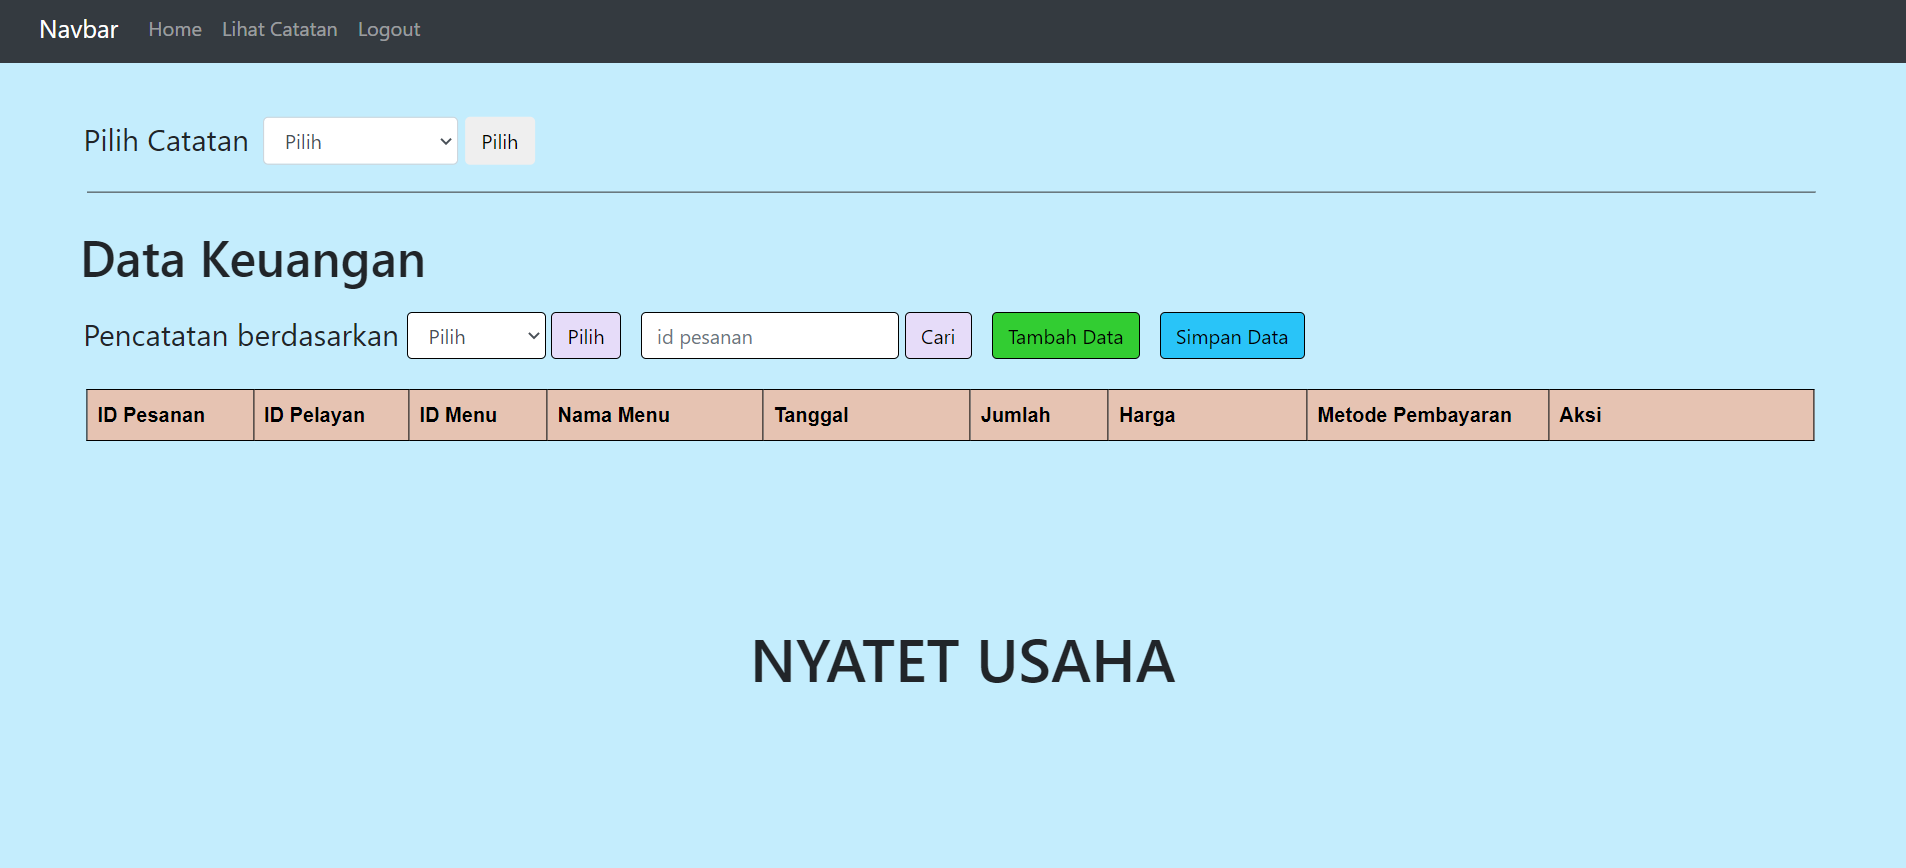 Navbar Home Lihat Catatan Logout
Pilih Catatan Pilih Pilih
Data Keuangan
Pencatatan berdasarkan Pilih Pilih id pesanan Cari Tambah Data Simpan Data
ID Pesanan ID Pelayan ID Menu Nama Menu Tanggal Jumlah Harga Metode Pembayaran Aksi
NYATET USAHA